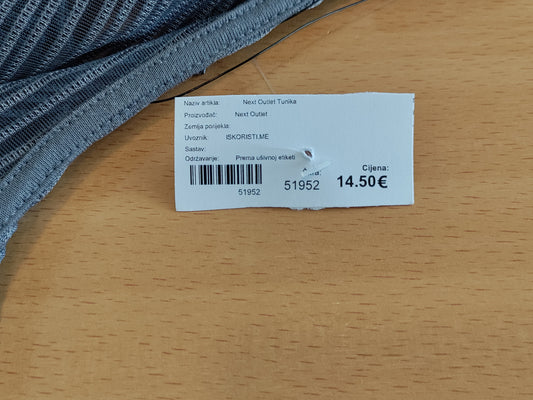 Naziv artikla: Next Outlet Tunika
Proizvođač: Next Outlet
Zemlja porijekla:
Uvoznik: ISKORISTI.ME
Sastav:
Održavanje: Prema ušivnoj etiketi
51952
51952
Cijena:
14.50€